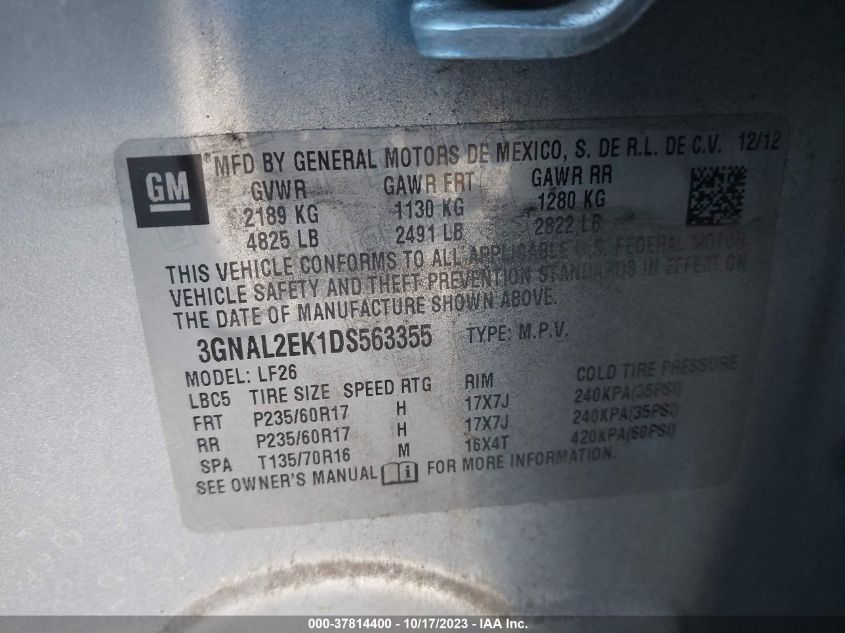 GM
® MFD BY GENERAL MOTORS DE MEXICO, S. DE R.L. DE C.V. 12/12
GVWR GAWR FRT GAWR RR
2189 KG 1130 KG 1280 KG
4825 LB 2491 LB 2822 LB
THIS VEHICLE CONFORMS TO ALL APPLICABLE U.S. FEDERAL MOTOR
VEHICLE SAFETY AND THEFT PREVENTION STANDARDS IN EFFECT ON
THE DATE OF MANUFACTURE SHOWN ABOVE.
3GNAL2EK1DS563355 TYPE: M.P.V.
MODEL: LF26
LBC5 TIRE SIZE SPEED RTG RIM COLD TIRE PRESSURE
FRT P235/60R17 H 17X7J 240KPA(35PSI)
RR P235/60R17 H 17X7J 240KPA(35PSI)
SPA T135/70R16 M 16X4T 420KPA(60PSI)
SEE OWNER'S MANUAL i FOR MORE INFORMATION.
000-37814400 - 10/17/2023 - IAA Inc.